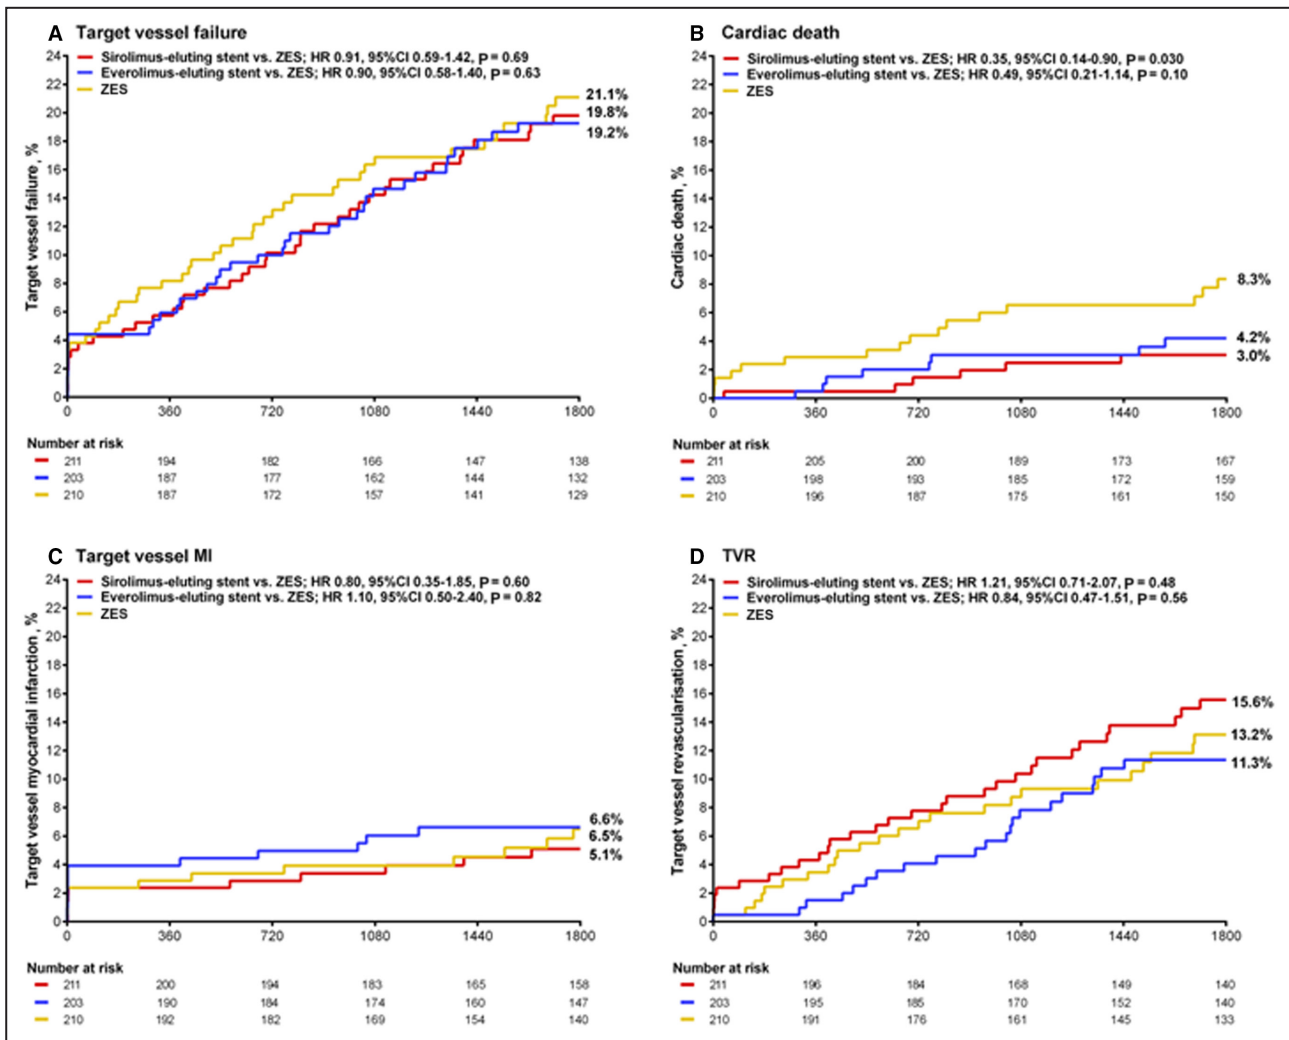 A Target vessel failure
Sirolimus-eluting stent vs. ZES; HR 0.91, 95%CI 0.59-1.42, P = 0.69
Everolimus-eluting stent vs. ZES; HR 0.90, 95%CI 0.58-1.40, P = 0.63
ZES
Target vessel failure, %
24
22
20
18
16
14
12
10
8
6
4
2
0
21.1%
19.8%
19.2%
0 360 720 1080 1440 1800
Number at risk
211 194 182 166 147 138
203 187 177 162 144 132
210 187 172 157 141 129
B Cardiac death
Sirolimus-eluting stent vs. ZES; HR 0.35, 95%CI 0.14-0.90, P = 0.030
Everolimus-eluting stent vs. ZES; HR 0.49, 95%CI 0.21-1.14, P = 0.10
ZES
Cardiac death, %
24
22
20
18
16
14
12
10
8
6
4
2
0
8.3%
4.2%
3.0%
0 360 720 1080 1440 1800
Number at risk
211 205 200 189 173 167
203 198 193 185 172 159
210 196 187 175 161 150
C Target vessel MI
Sirolimus-eluting stent vs. ZES; HR 0.80, 95%CI 0.35-1.85, P = 0.60
Everolimus-eluting stent vs. ZES; HR 1.10, 95%CI 0.50-2.40, P = 0.82
ZES
Target vessel myocardial infarction, %
24
22
20
18
16
14
12
10
8
6
4
2
0
6.6%
6.5%
5.1%
0 360 720 1080 1440 1800
Number at risk
211 200 194 183 165 158
203 190 184 174 160 147
210 192 182 169 154 140
D TVR
Sirolimus-eluting stent vs. ZES; HR 1.21, 95%CI 0.71-2.07, P = 0.48
Everolimus-eluting stent vs. ZES; HR 0.84, 95%CI 0.47-1.51, P = 0.56
ZES
Target vessel revascularisation, %
24
22
20
18
16
14
12
10
8
6
4
2
0
15.6%
13.2%
11.3%
0 360 720 1080 1440 1800
Number at risk
211 196 184 168 149 140
203 195 185 170 152 140
210 191 176 161 145 133